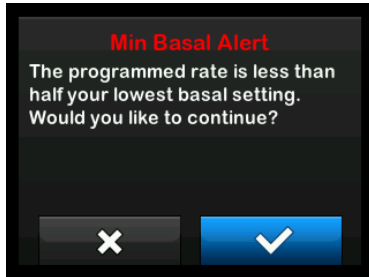 Min Basal Alert
The programmed rate is less than
half your lowest basal setting.
Would you like to continue?